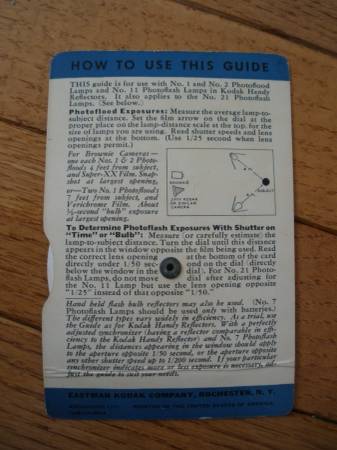 HOW TO USE THIS GUIDE
THIS guide is for use with No. 1 and No. 2 Photoflood
Lamps and No. 11 Photoflash Lamps in Kodak Handy
Reflectors. It also applies to the No. 21 Photoflash
Lamps. (See below.)
Photoflood Exposures: Measure the average lamp-to-
subject distance. Set the film arrow on the dial at the
proper place on the lamp-distance scale at the top, for the
size of lamps you are using. Read shutter speeds and lens
openings at the bottom. (Use 1/25 second when lens
openings permit.)
For Brownie Cameras—
one each Nos. 1 & 2 Photo-
floods 4 feet from subject,
and Super-XX Film. Snap-
shot at largest opening,
or—Two No. 1 Photofloods
7 feet from subject, and
Verichrome Film. About
½-second "bulb" exposure
at largest opening.
BROWNIE
OR SIMILAR
CAMERA
SUBJECT
To Determine Photoflash Exposures With Shutter on
"Time" or "Bulb": Measure (or carefully estimate) the
lamp-to-subject distance. Turn the dial until this distance
appears in the window opposite the film being used. Read
the correct lens opening at the bottom of the card
directly under 1/50 sec ond on the dial (directly
below the window in the dial). For No. 21 Photo-
flash Lamps, do not move dial after adjusting for
the No. 11 Lamp but use the lens opening opposite
"1/25" instead of that opposite "1/50."
Hand held flash bulb reflectors may also be used. (No. 7
Photoflash Lamps should be used only with batteries.)
The different types vary widely in efficiency. As a trial, use
the Guide as for Kodak Handy Reflectors. With a perfectly
adjusted synchronizer (having a reflector comparable in effi-
ciency to the Kodak Handy Reflector) and No. 7 Photoflash
Lamps, the distances appearing in the window should apply
to the aperture opposite 1/50 second, or the aperture opposite
any other shutter speed up to 1/200 second. If your particular
synchronizer indicates more or less exposure is necessary, ad-
just the guide to suit your needs.
EASTMAN KODAK COMPANY, ROCHESTER, N. Y.
PRINTED IN THE UNITED STATES OF AMERICA